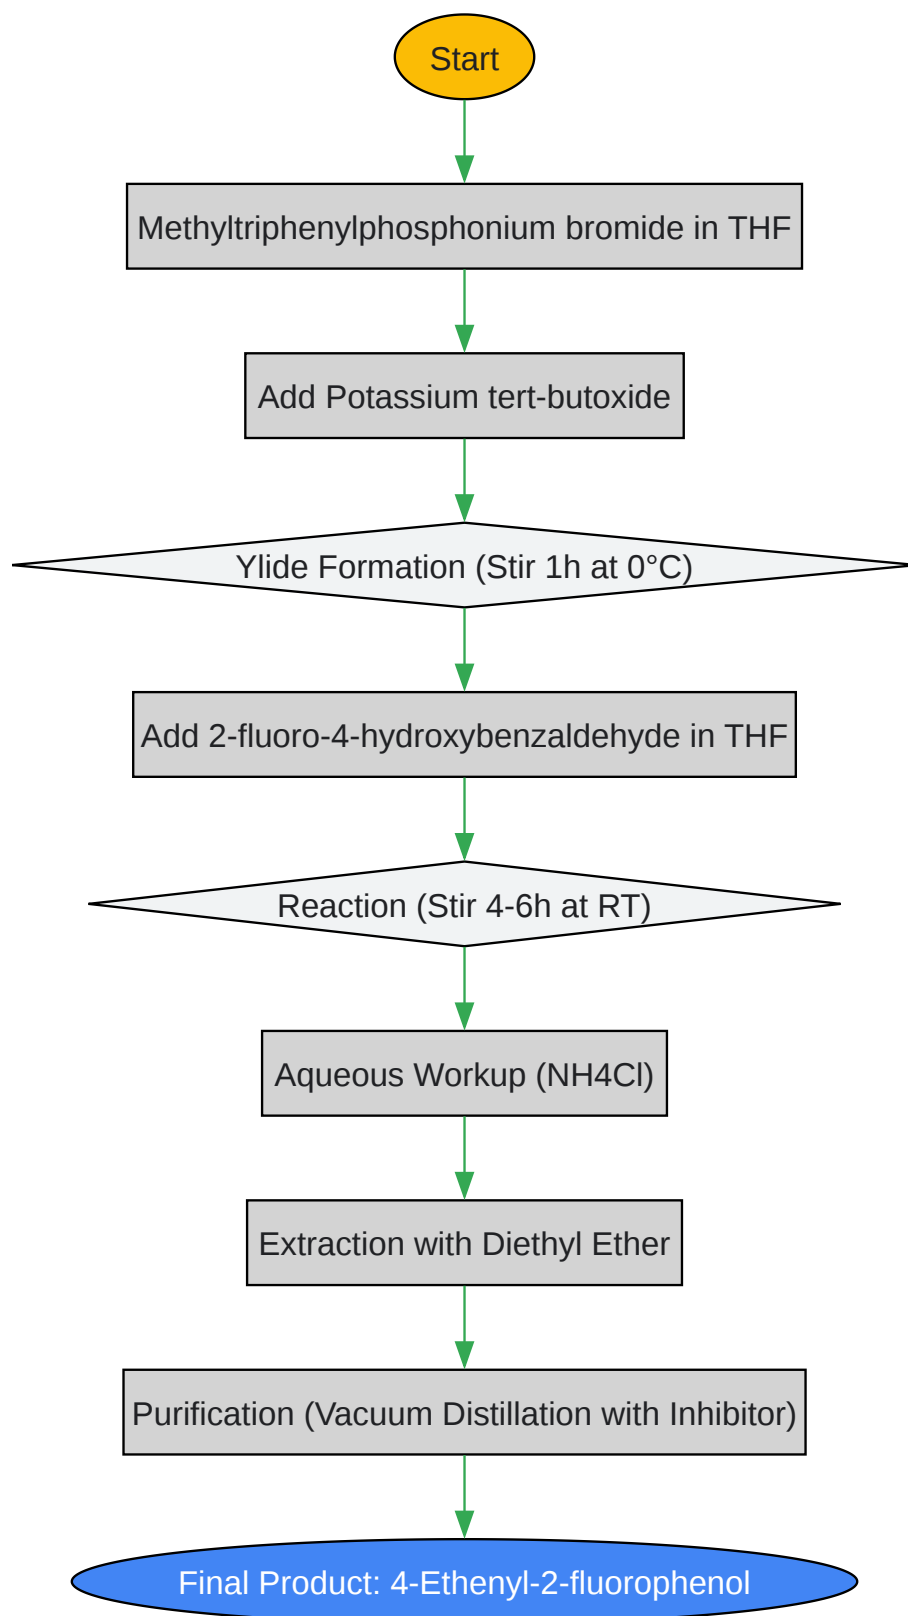 Start
Methyltriphenylphosphonium bromide in THF
Add Potassium tert-butoxide
Ylide Formation (Stir 1h at 0°C)
Add 2-fluoro-4-hydroxybenzaldehyde in THF
Reaction (Stir 4-6h at RT)
Aqueous Workup (NH4Cl)
Extraction with Diethyl Ether
Purification (Vacuum Distillation with Inhibitor)
Final Product: 4-Ethenyl-2-fluorophenol